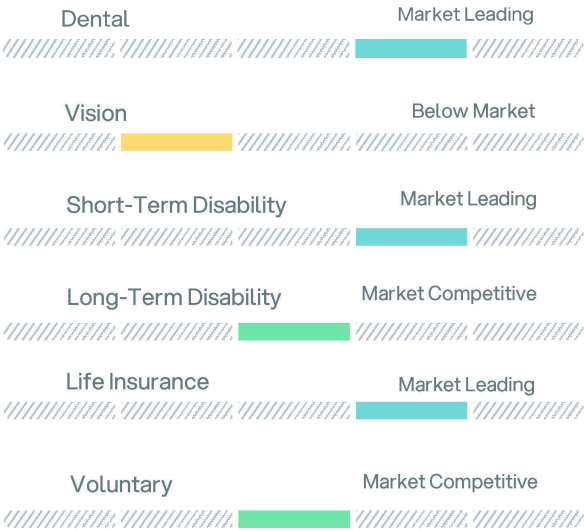 Dental
Market Leading
Vision
Below Market
Short-Term Disability
Market Leading
Long-Term Disability
Market Competitive
Life Insurance
Market Leading
Voluntary
Market Competitive